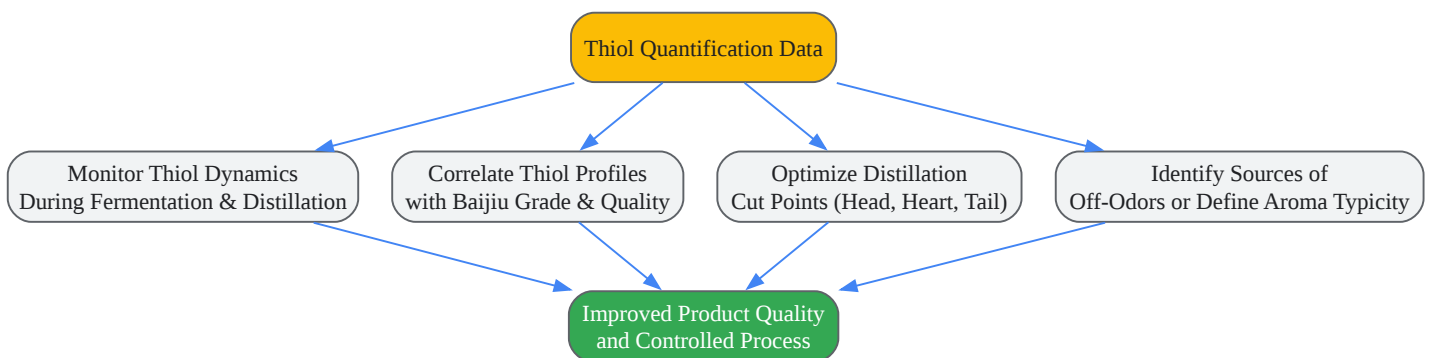 Thiol Quantification Data
Monitor Thiol Dynamics
During Fermentation & Distillation
Correlate Thiol Profiles
with Baijiu Grade & Quality
Optimize Distillation
Cut Points (Head, Heart, Tail)
Identify Sources of
Off-Odors or Define Aroma Typicity
Improved Product Quality
and Controlled Process